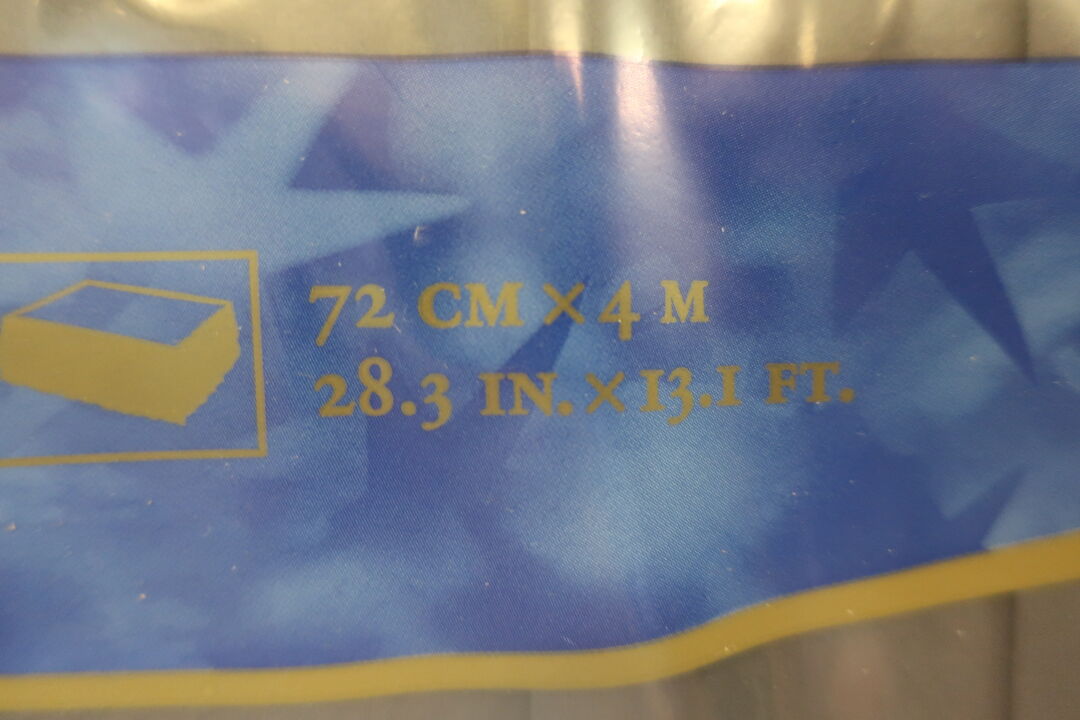 72 CM × 4 M
28.3 IN. × 13.1 FT.